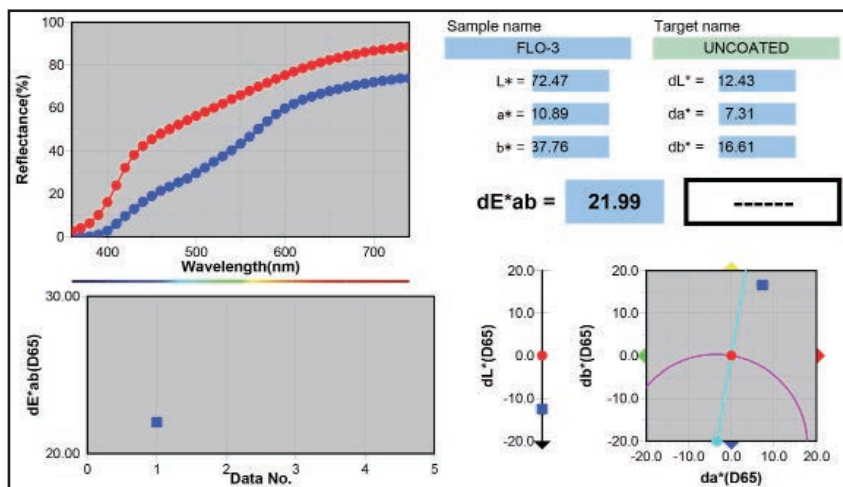 Sample name
Target name
FLO-3
UNCOATED
L* = 72.47
dL* = 12.43
a* = 10.89
da* = 7.31
b* = 37.76
db* = 16.61
dE*ab = 21.99
------
100
80
60
40
20
0
Reflectance(%)
400
500
600
700
Wavelength(nm)
30.00
20.00
dE*ab(D65)
0
1
2
3
4
5
Data No.
20.0
10.0
0.0
-10.0
-20.0
dL*(D65)
20.0
10.0
0.0
-10.0
-20.0
db*(D65)
-20.0
-10.0
0.0
10.0
20.0
da*(D65)